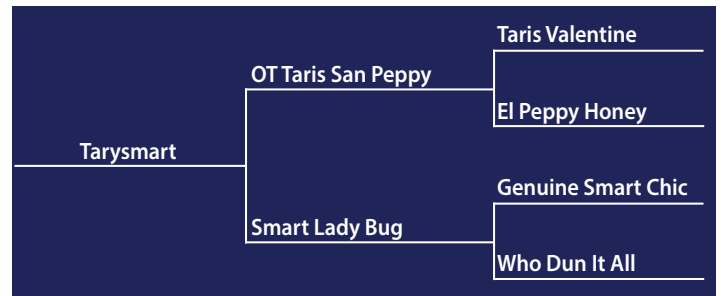 Taris Valentine
OT Taris San Peppy
El Peppy Honey
Tarysmart
Genuine Smart Chic
Smart Lady Bug
Who Dun It All